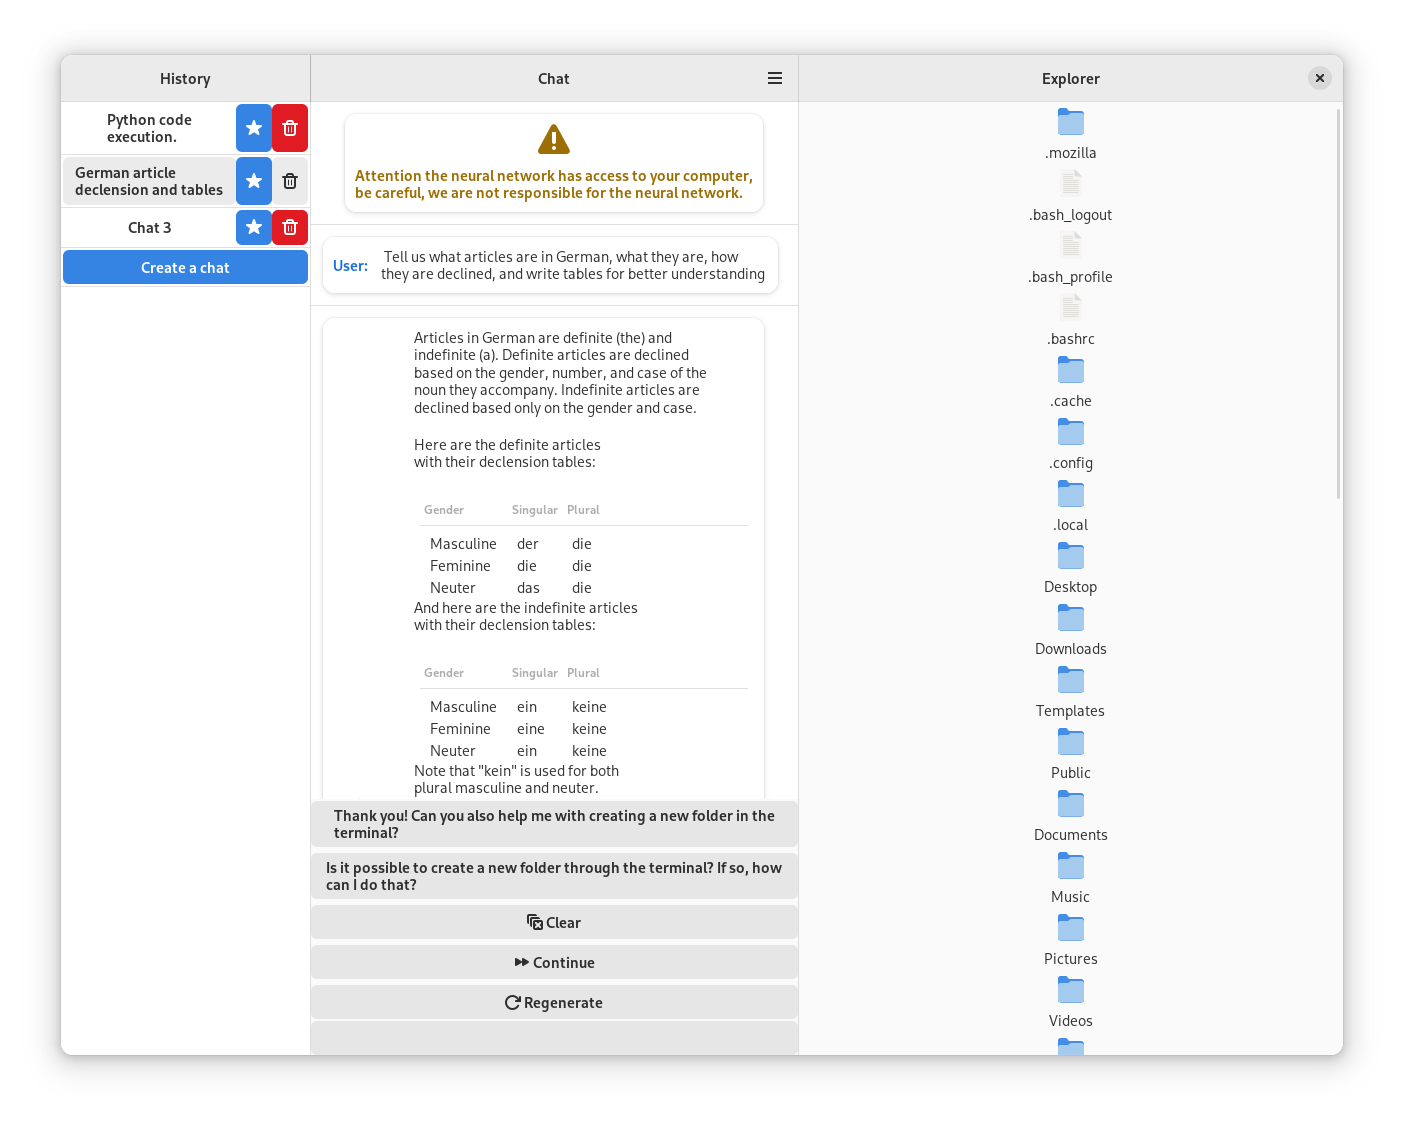 History
Python code
execution.
German article
declension and tables
Chat 3
Create a chat
Chat
Attention the neural network has access to your computer,
be careful, we are not responsible for the neural network.
User:
Tell us what articles are in German, what they are, how
they are declined, and write tables for better understanding
Articles in German are definite (the) and
indefinite (a). Definite articles are declined
based on the gender, number, and case of the
noun they accompany. Indefinite articles are
declined based only on the gender and case.
Here are the definite articles
with their declension tables:
Gender Singular Plural
Masculine der die
Feminine die die
Neuter das die
And here are the indefinite articles
with their declension tables:
Gender Singular Plural
Masculine ein keine
Feminine eine keine
Neuter ein keine
Note that "kein" is used for both
plural masculine and neuter.
Thank you! Can you also help me with creating a new folder in the
terminal?
Is it possible to create a new folder through the terminal? If so, how
can I do that?
Clear
Continue
Regenerate
Explorer
.mozilla
.bash_logout
.bash_profile
.bashrc
.cache
.config
.local
Desktop
Downloads
Templates
Public
Documents
Music
Pictures
Videos